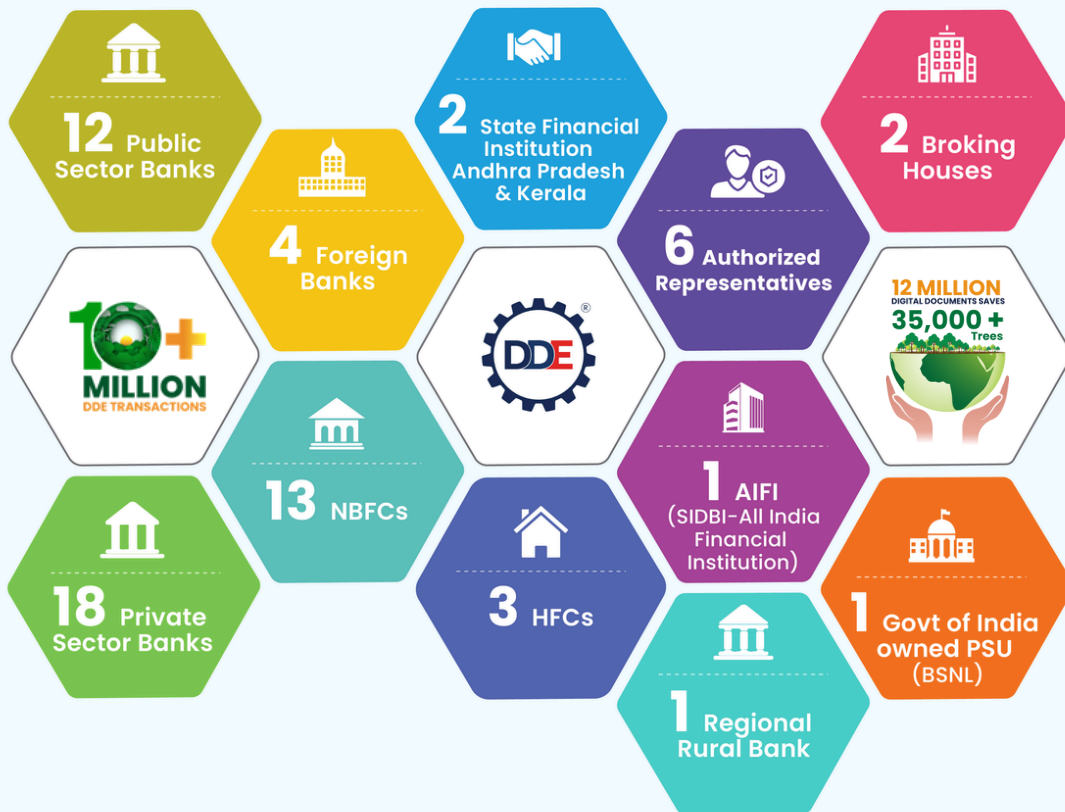 12 Public
Sector Banks
2 State Financial
Institution
Andhra Pradesh
& Kerala
2 Broking
Houses
4 Foreign
Banks
6 Authorized
Representatives
10+
MILLION
DDE TRANSACTIONS
DDE®
12 MILLION
DIGITAL DOCUMENTS SAVES
35,000 +
Trees
13 NBFCs
1 AIFI
(SIDBI-All India
Financial
Institution)
18 Private
Sector Banks
3 HFCs
1 Govt of India
owned PSU
(BSNL)
1 Regional
Rural Bank